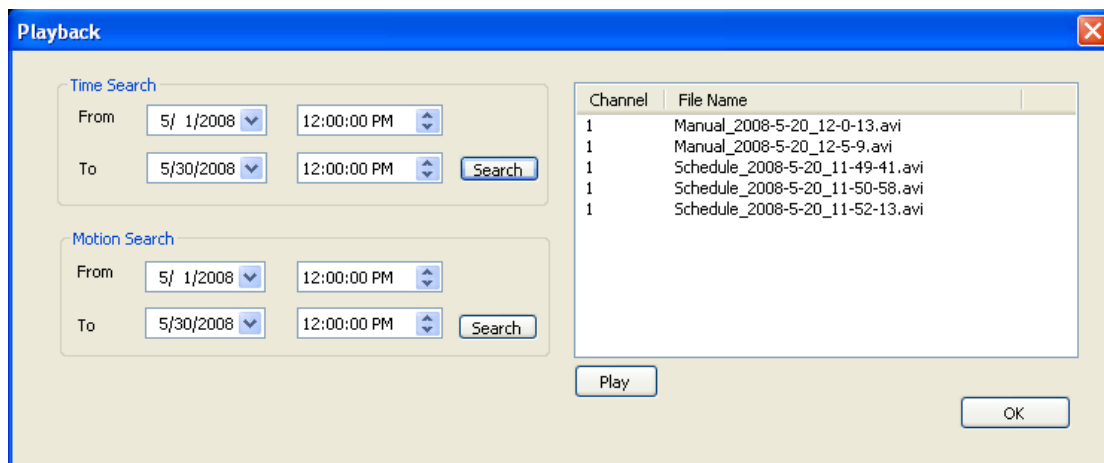 Playback
Time Search
From 5/ 1/2008 12:00:00 PM
To 5/30/2008 12:00:00 PM Search
Motion Search
From 5/ 1/2008 12:00:00 PM
To 5/30/2008 12:00:00 PM Search
Channel File Name
1 Manual_2008-5-20_12-0-13.avi
1 Manual_2008-5-20_12-5-9.avi
1 Schedule_2008-5-20_11-49-41.avi
1 Schedule_2008-5-20_11-50-58.avi
1 Schedule_2008-5-20_11-52-13.avi
Play
OK